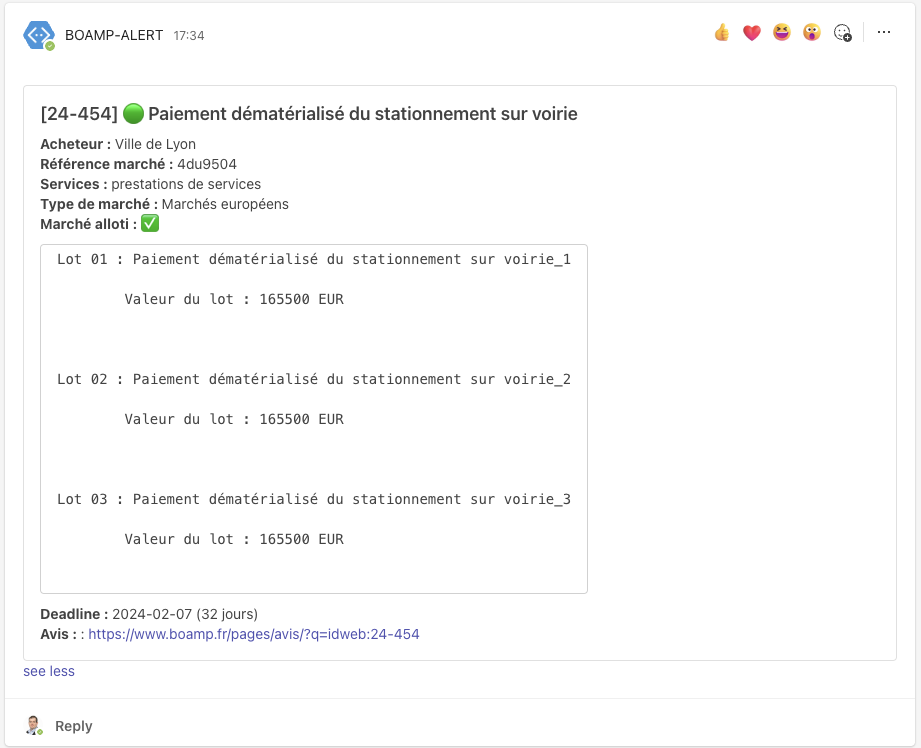 BOAMP-ALERT 17:34
[24-454] 🟢 Paiement dématérialisé du stationnement sur voirie
Acheteur : Ville de Lyon
Référence marché : 4du9504
Services : prestations de services
Type de marché : Marchés européens
Marché alloti : ✅
Lot 01 : Paiement dématérialisé du stationnement sur voirie_1
Valeur du lot : 165500 EUR
Lot 02 : Paiement dématérialisé du stationnement sur voirie_2
Valeur du lot : 165500 EUR
Lot 03 : Paiement dématérialisé du stationnement sur voirie_3
Valeur du lot : 165500 EUR
Deadline : 2024-02-07 (32 jours)
Avis : : https://www.boamp.fr/pages/avis/?q=idweb:24-454
see less
Reply